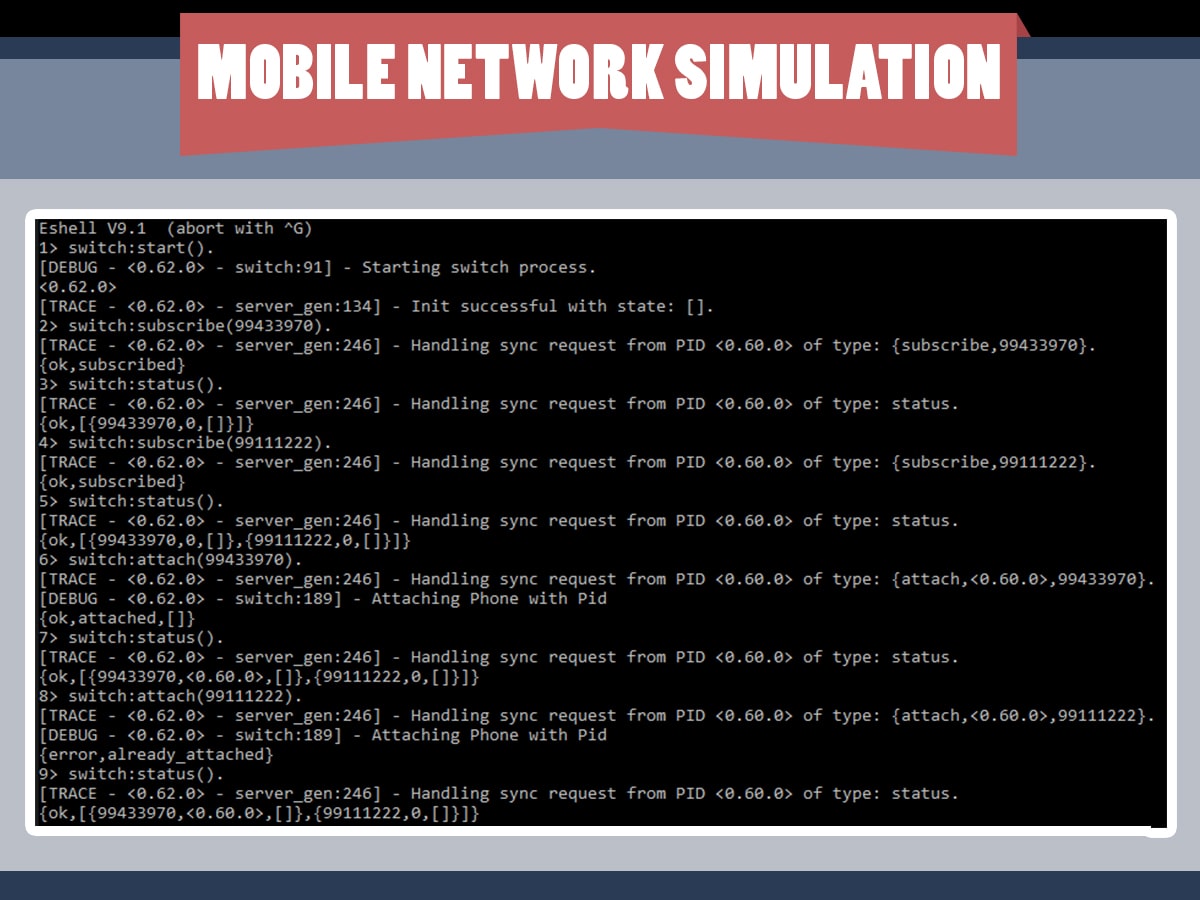 MOBILE NETWORK SIMULATION
Eshell V9.1  (abort with ^G)
1> switch:start().
[DEBUG - <0.62.0> - switch:91] - Starting switch process.
<0.62.0>
[TRACE - <0.62.0> - server_gen:134] - Init successful with state: [].
2> switch:subscribe(99433970).
[TRACE - <0.62.0> - server_gen:246] - Handling sync request from PID <0.60.0> of type: {subscribe,99433970}.
{ok,subscribed}
3> switch:status().
[TRACE - <0.62.0> - server_gen:246] - Handling sync request from PID <0.60.0> of type: status.
{ok,[{99433970,0,[]}]}
4> switch:subscribe(99111222).
[TRACE - <0.62.0> - server_gen:246] - Handling sync request from PID <0.60.0> of type: {subscribe,99111222}.
{ok,subscribed}
5> switch:status().
[TRACE - <0.62.0> - server_gen:246] - Handling sync request from PID <0.60.0> of type: status.
{ok,[{99433970,0,[]},{99111222,0,[]}]}
6> switch:attach(99433970).
[TRACE - <0.62.0> - server_gen:246] - Handling sync request from PID <0.60.0> of type: {attach,<0.60.0>,99433970}.
[DEBUG - <0.62.0> - switch:189] - Attaching Phone with Pid
{ok,attached,[]}
7> switch:status().
[TRACE - <0.62.0> - server_gen:246] - Handling sync request from PID <0.60.0> of type: status.
{ok,[{99433970,<0.60.0>,[]},{99111222,0,[]}]}
8> switch:attach(99111222).
[TRACE - <0.62.0> - server_gen:246] - Handling sync request from PID <0.60.0> of type: {attach,<0.60.0>,99111222}.
[DEBUG - <0.62.0> - switch:189] - Attaching Phone with Pid
{error,already_attached}
9> switch:status().
[TRACE - <0.62.0> - server_gen:246] - Handling sync request from PID <0.60.0> of type: status.
{ok,[{99433970,<0.60.0>,[]},{99111222,0,[]}]}